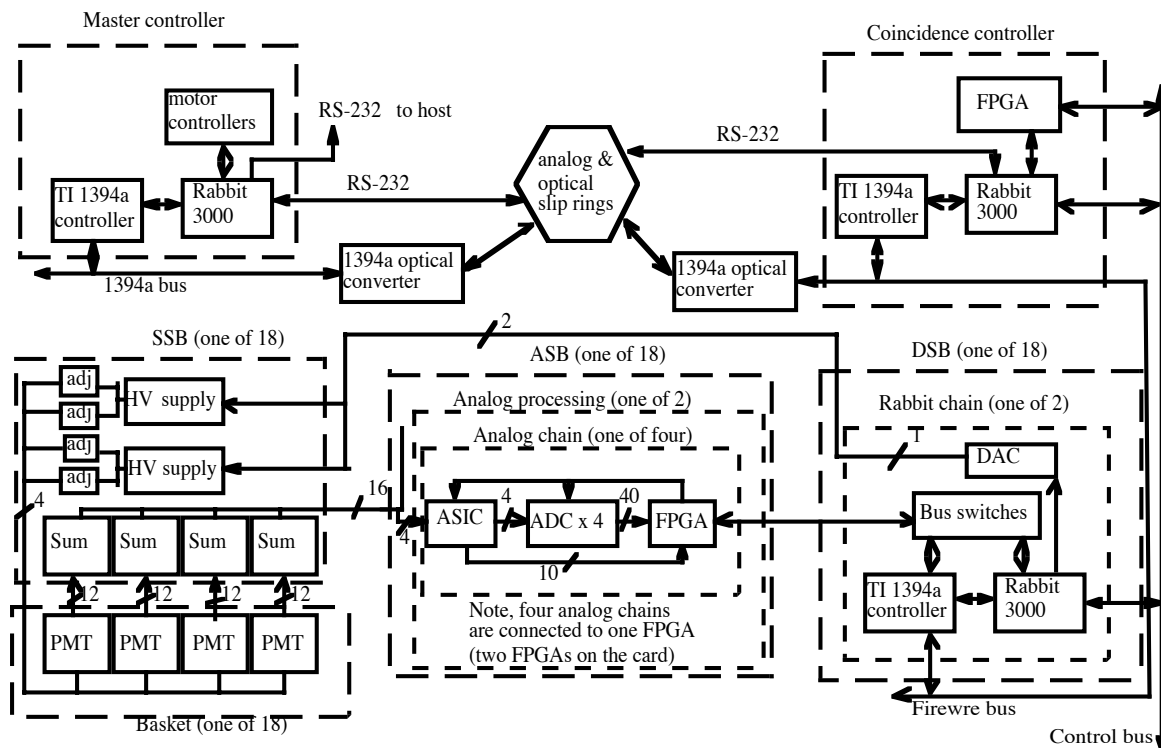 Master controller
motor
controllers
RS-232 to host
TI 1394a
controller
Rabbit
3000
RS-232
1394a bus
1394a optical
converter
analog &
optical
slip rings
RS-232
1394a optical
converter
Coincidence controller
FPGA
TI 1394a
controller
Rabbit
3000
SSB (one of 18)
adj
adj
adj
adj
HV supply
HV supply
4
16
Sum
Sum
Sum
Sum
12
12
12
12
PMT
PMT
PMT
PMT
Basket (one of 18)
2
ASB (one of 18)
Analog processing (one of 2)
Analog chain (one of four)
4
ASIC
4
ADC x 4
40
FPGA
10
Note, four analog chains
are connected to one FPGA
(two FPGAs on the card)
DSB (one of 18)
Rabbit chain (one of 2)
1
DAC
Bus switches
TI 1394a
controller
Rabbit
3000
Firewre bus
Control bus